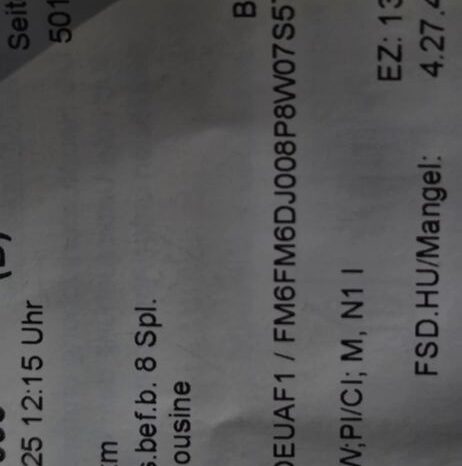 Seit
501
25 12:15 Uhr
.bef.b. 8 Spl.
ousine
B
EUAF1 / FM6FM6DJ008P8W07S5
;PI/CI; M, N1 I
EZ: 13
FSD.HU/Mangel: 4.27.